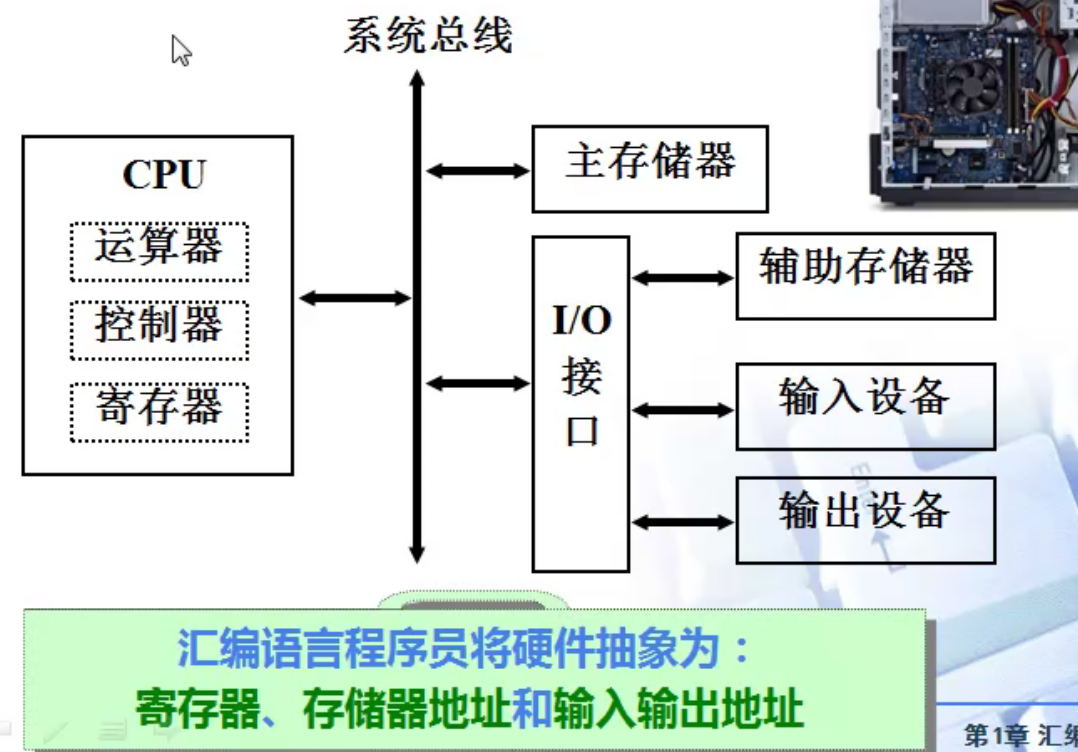 系统总线
CPU
运算器
控制器
寄存器
主存储器
I/O
接
口
辅助存储器
输入设备
输出设备
Enter
汇编语言程序员将硬件抽象为：
寄存器、存储器地址和输入输出地址
第1章 汇编